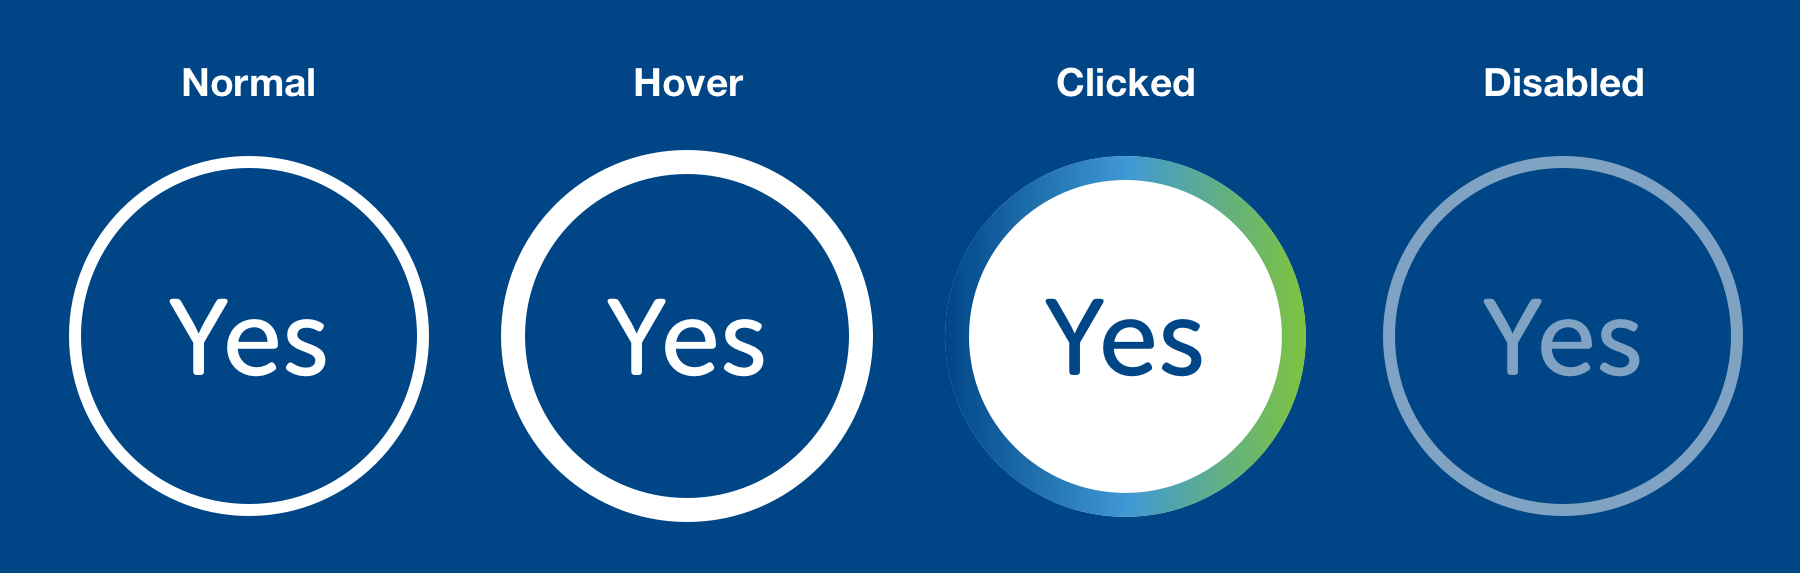 Normal Hover Clicked Disabled
Yes Yes Yes Yes